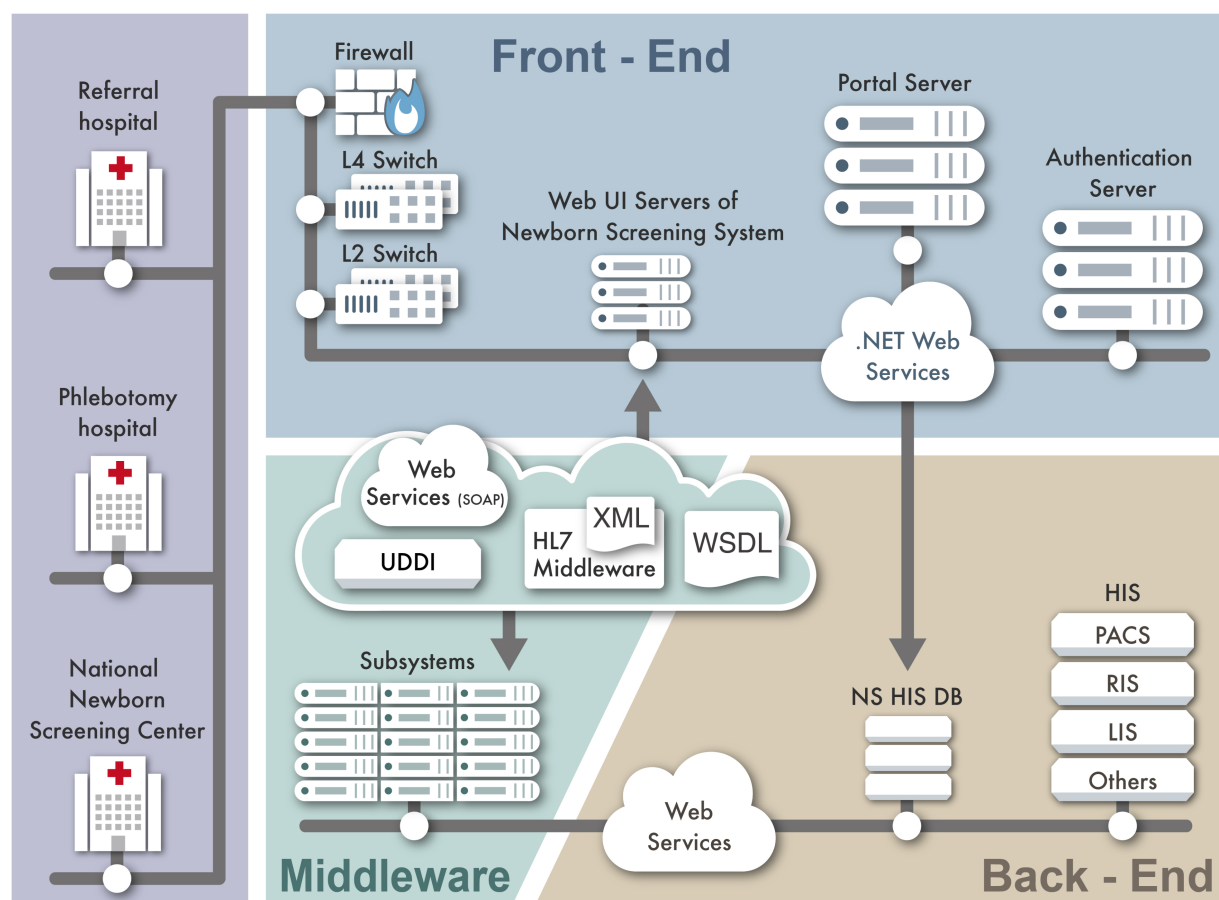 Referral
hospital
Phlebotomy
hospital
National
Newborn
Screening Center
Front - End
Firewall
L4 Switch
L2 Switch
Web UI Servers of
Newborn Screening System
Portal Server
Authentication
Server
.NET Web
Services
Web
Services (SOAP)
UDDI
XML
HL7
Middleware
WSDL
Subsystems
Middleware
Web
Services
NS HIS DB
HIS
PACS
RIS
LIS
Others
Back - End